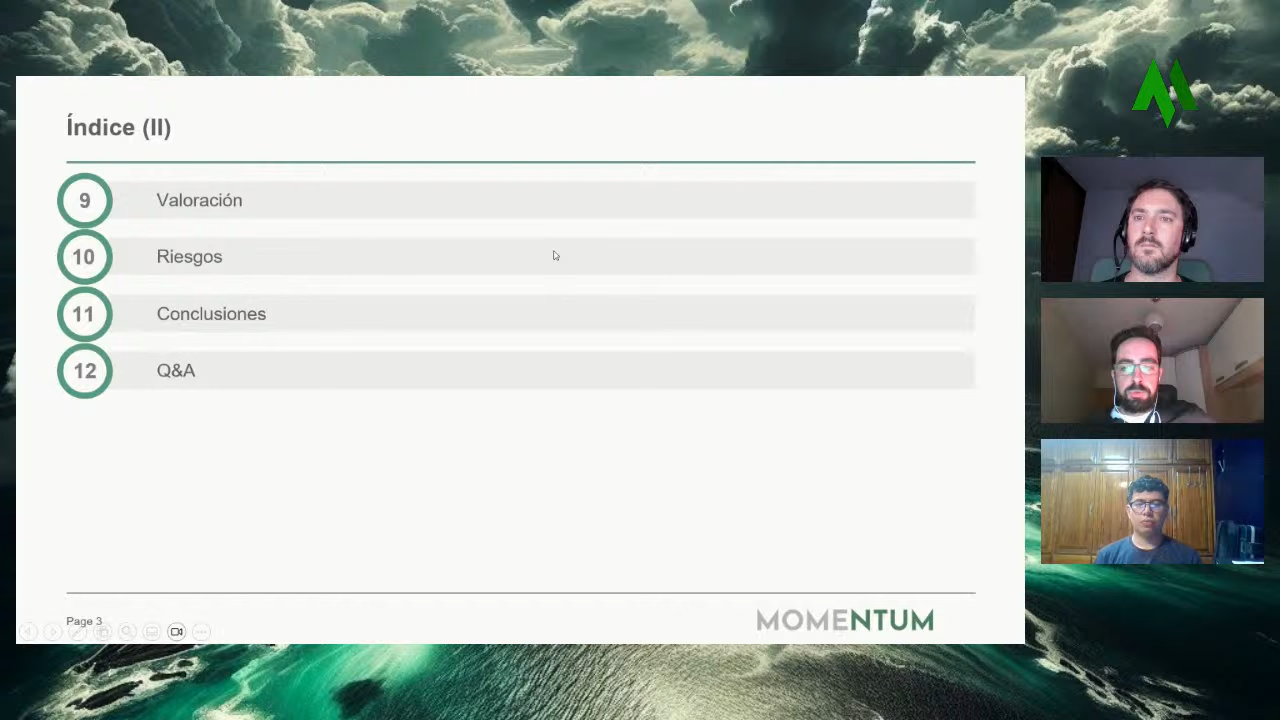 Índice (II)
9 Valoración
10 Riesgos
11 Conclusiones
12 Q&A
Page 3
MOMENTUM